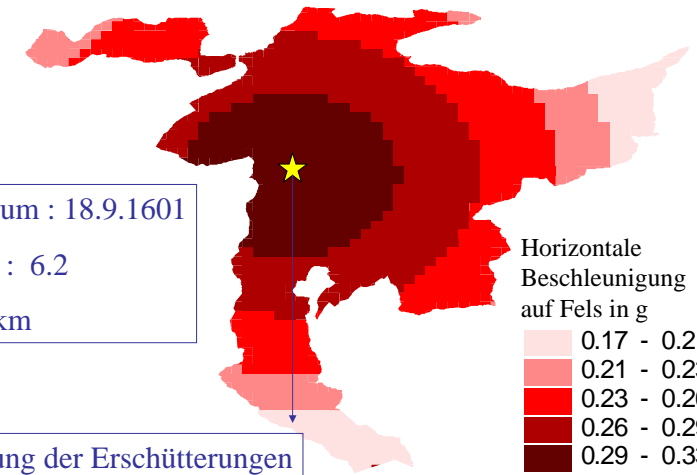 um : 18.9.1601
: 6.2
km
Horizontale
Beschleunigung
auf Fels in g
0.17 - 0.2
0.21 - 0.2
0.23 - 0.2
0.26 - 0.2
0.29 - 0.3
ung der Erschütterungen